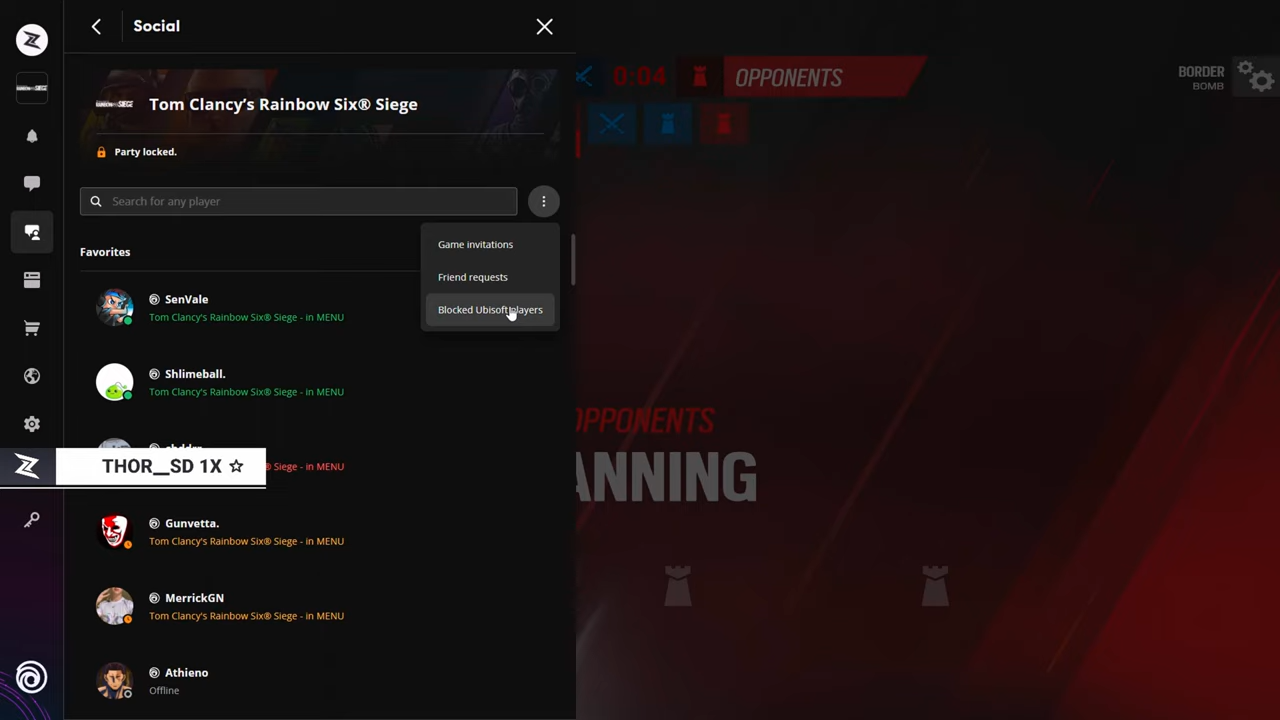 Social
Tom Clancy's Rainbow Six® Siege
Party locked.
Search for any player
Game invitations
Friend requests
Blocked Ubisoft players
Favorites
SenVale
Tom Clancy's Rainbow Six® Siege - in MENU
Shlimeball.
Tom Clancy's Rainbow Six® Siege - in MENU
® Siege - in MENU
THOR__SD 1X ☆
Gunvetta.
Tom Clancy's Rainbow Six® Siege - in MENU
MerrickGN
Tom Clancy's Rainbow Six® Siege - in MENU
Athieno
Offline
0:04
OPPONENTS
BORDER
BOMB
OPPONENTS
ANNING